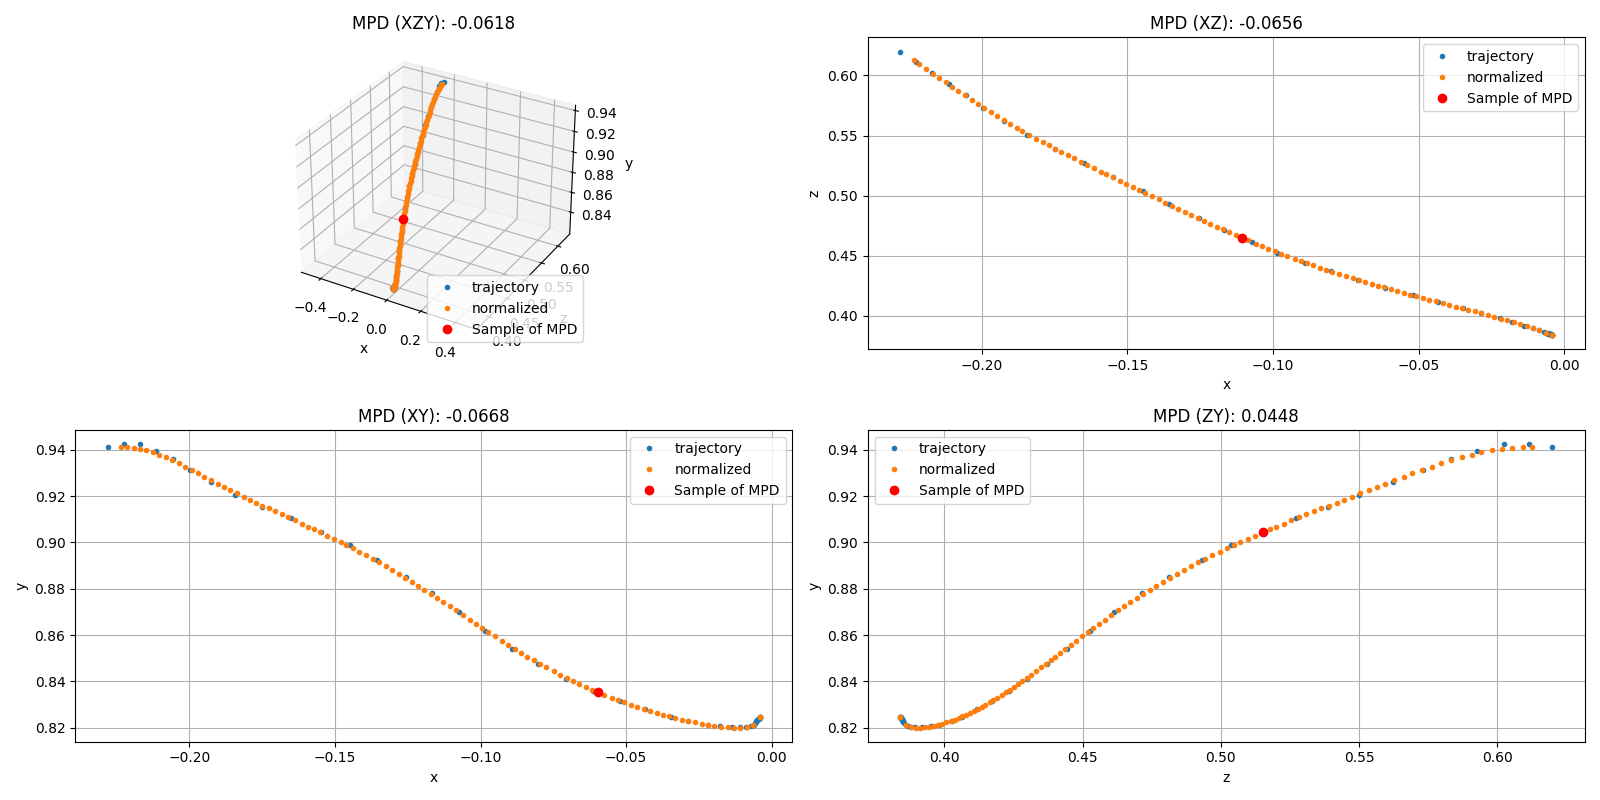 MPD (XZY): -0.0618
0.94
0.92
0.90
0.88
0.86
0.84
y
0.60
0.55
0.50
0.45
0.40
z
−0.4
−0.2
0.0
0.2
0.4
x
trajectory
normalized
Sample of MPD
MPD (XZ): -0.0656
trajectory
normalized
Sample of MPD
0.60
0.55
0.50
0.45
0.40
z
−0.20 −0.15 −0.10 −0.05 0.00
x
MPD (XY): -0.0668
trajectory
normalized
Sample of MPD
0.94
0.92
0.90
0.88
0.86
0.84
0.82
y
−0.20 −0.15 −0.10 −0.05 0.00
x
MPD (ZY): 0.0448
trajectory
normalized
Sample of MPD
0.94
0.92
0.90
0.88
0.86
0.84
0.82
y
0.40 0.45 0.50 0.55 0.60
z